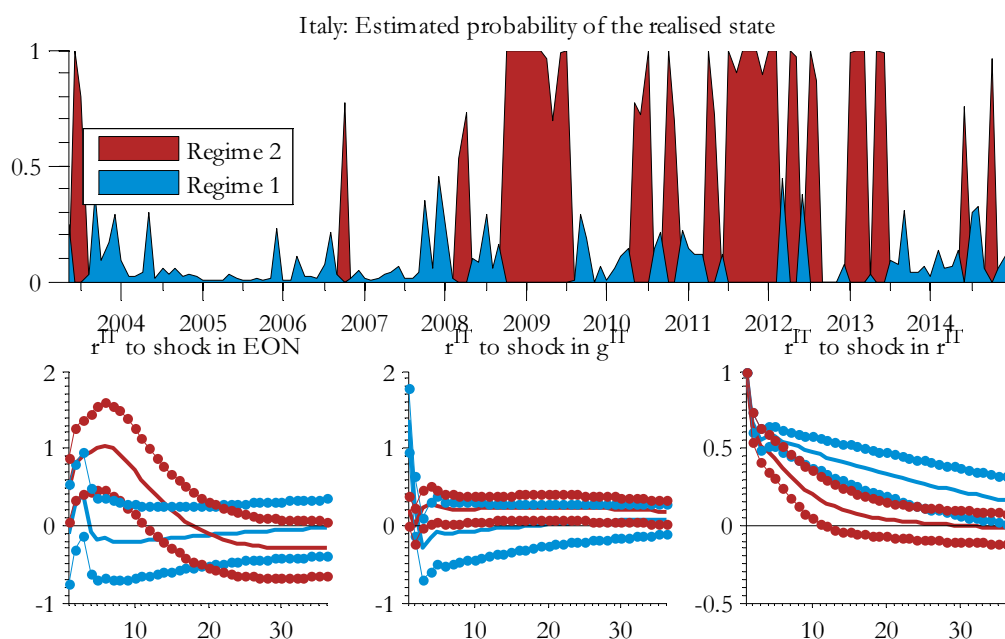 Italy: Estimated probability of the realised state
1
0.5
0
Regime 2
Regime 1
2004 2005 2006 2007 2008 2009 2010 2011 2012 2013 2014
r^IT to shock in EON r^IT to shock in g^IT r^IT to shock in r^IT
2 2 1
1 1 0.5
0 0 0
-1 -1 -0.5
10 20 30 10 20 30 10 20 30